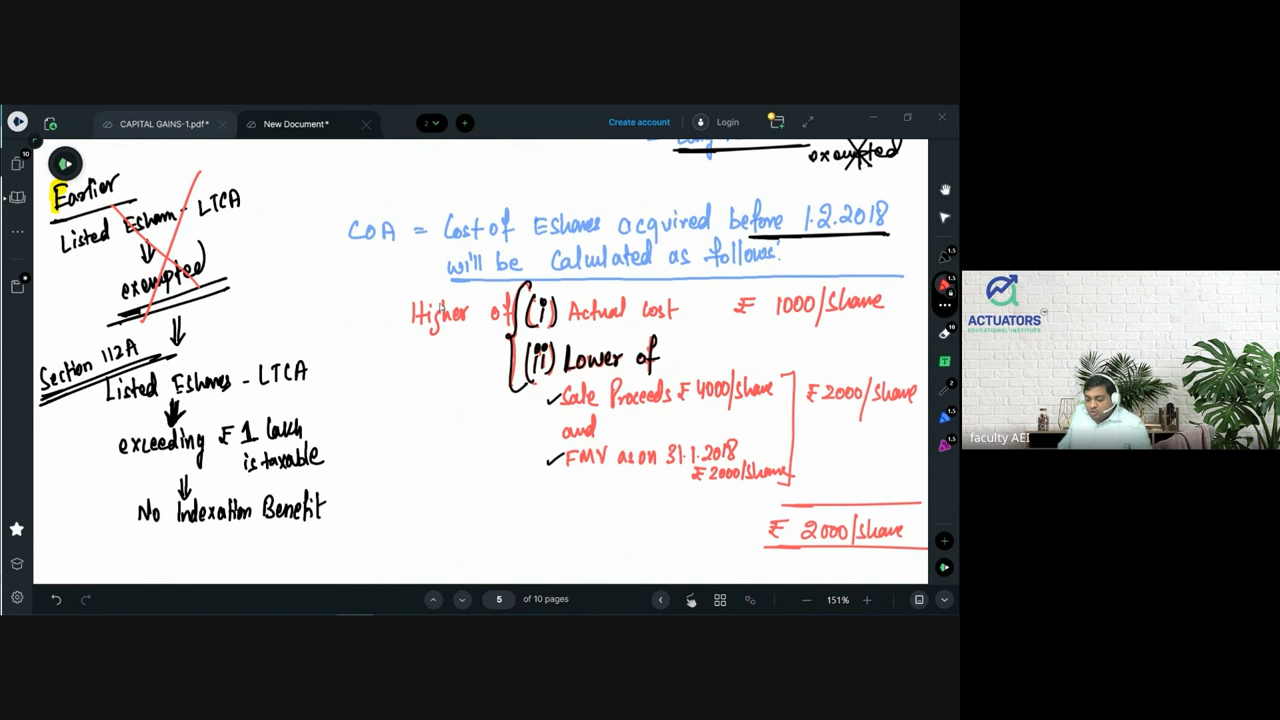 CAPITAL GAINS-1.pdf*
New Document*
2
Create account
Login
10
exempted
Earlier
Listed Eshares - LTCA
exempted
Section 112A
Listed Eshares - LTCA
exceeding ₹ 1 lakh
is taxable
No Indexation Benefit
COA = Cost of Eshares acquired before 1.2.2018
will be Calculated as follows:
Higher of (i) Actual cost ₹ 1000/share
(ii) Lower of
Sale Proceeds ₹ 4000/share
₹ 2000/share
and
FMV as on 31.1.2018
₹ 2000/share
₹ 2000/share
5 of 10 pages
151%
ACTUATORS
EDUCATIONAL INSTITUTE
faculty AEI